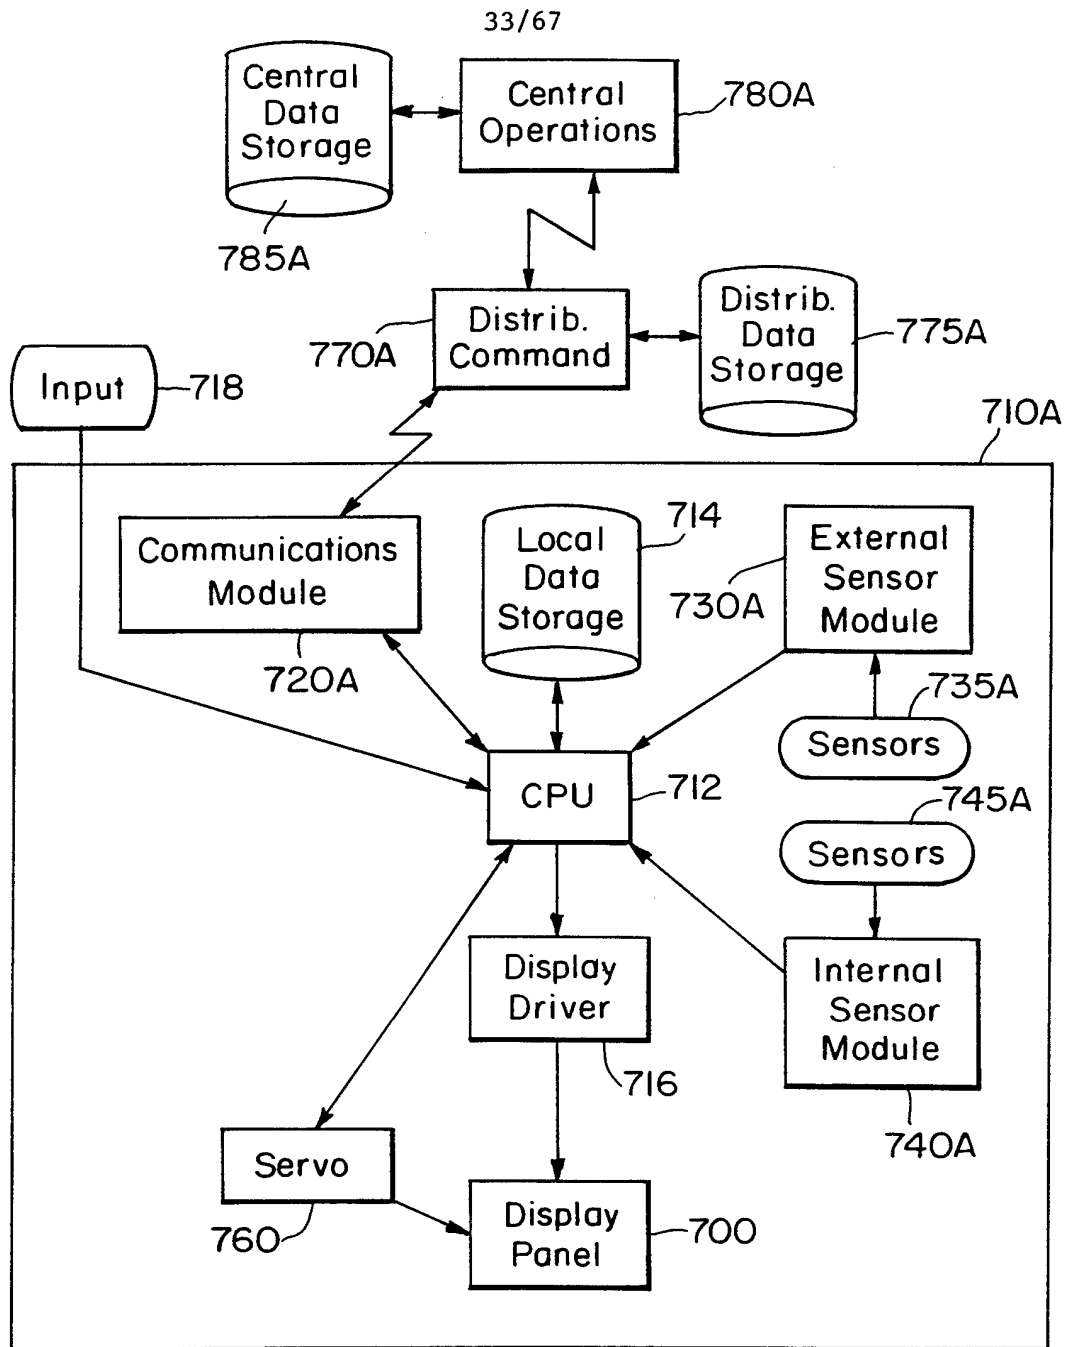 33/67
Central
Data
Storage
785A
Central
Operations
780A
Distrib.
Command
770A
Distrib.
Data
Storage
775A
Input
718
710A
Communications
Module
720A
Local
Data
Storage
714
External
Sensor
Module
730A
735A
Sensors
CPU
712
745A
Sensors
Display
Driver
716
Internal
Sensor
Module
740A
Servo
760
Display
Panel
700